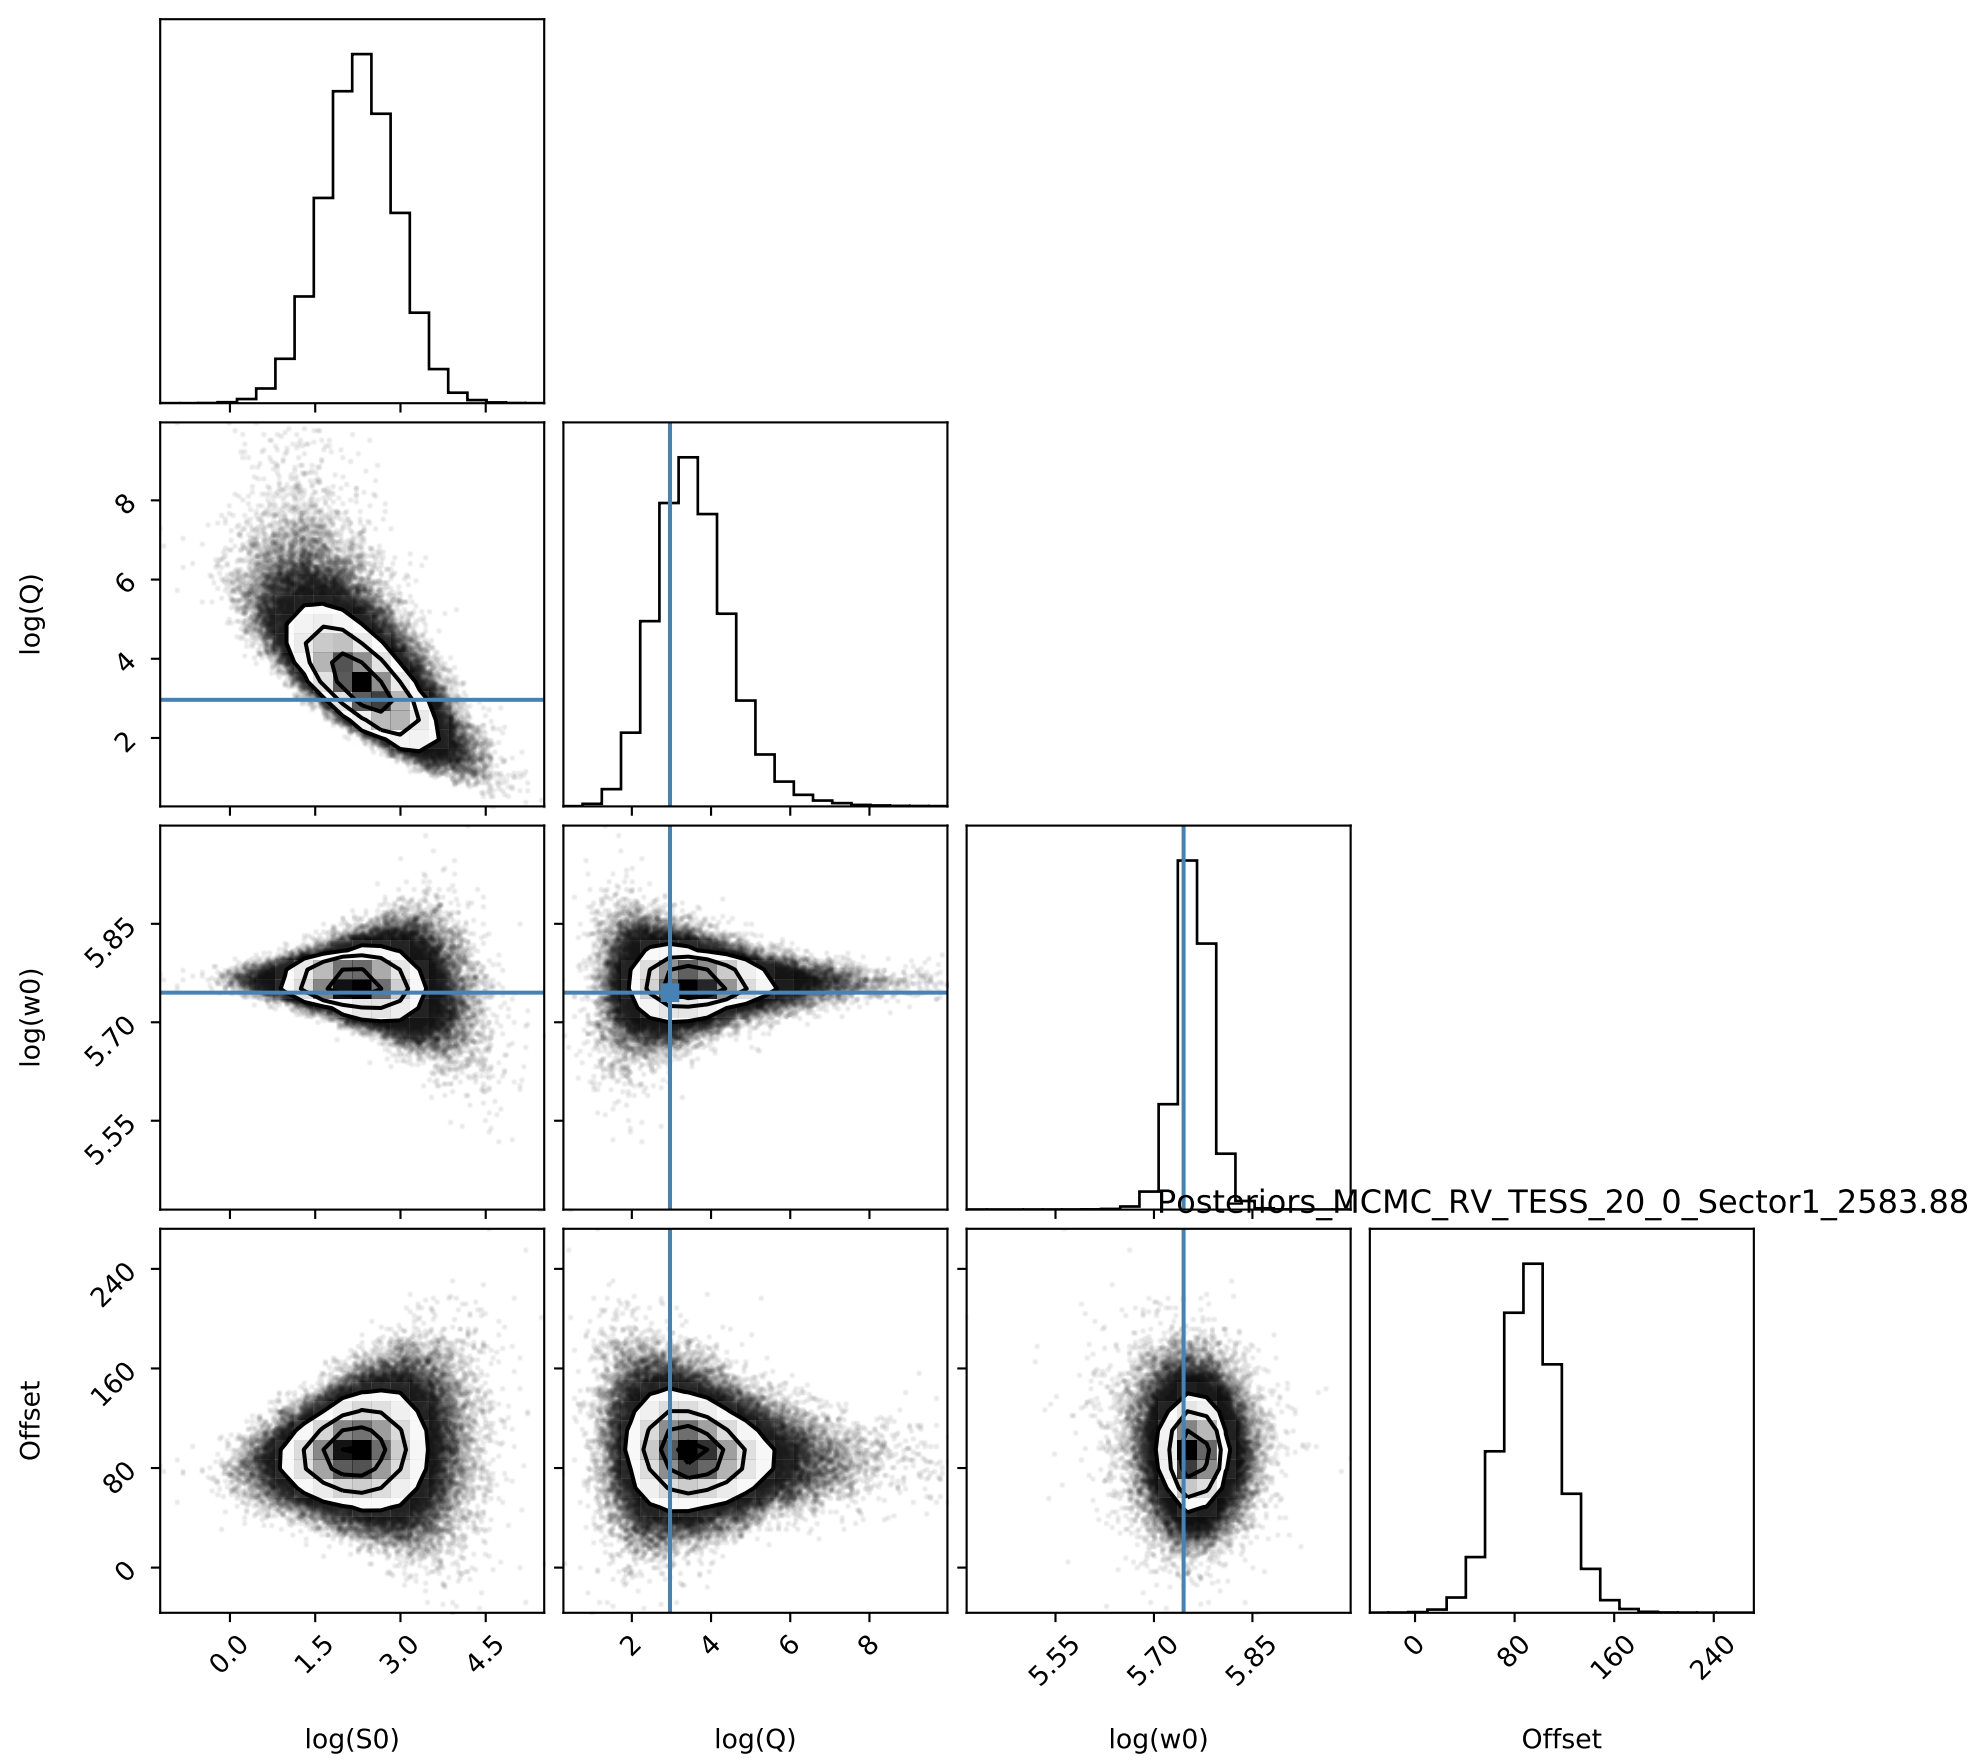 log(Q)
8
6
4
2
log(w0)
5.85
5.70
5.55
Posteriors_MCMC_RV_TESS_20_0_Sector1_2583.88
Offset
240
160
80
0
0.0 1.5 3.0 4.5 2 4 6 8 5.55 5.70 5.85 0 80 160 240
log(S0) log(Q) log(w0) Offset